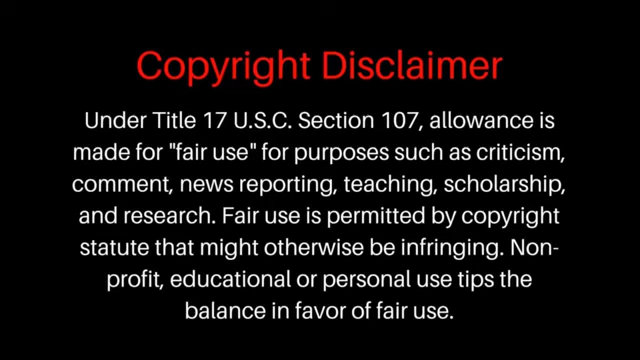 Copyright Disclaimer
Under Title 17 U.S.C. Section 107, allowance is
made for "fair use" for purposes such as criticism,
comment, news reporting, teaching, scholarship,
and research. Fair use is permitted by copyright
statute that might otherwise be infringing. Non-
profit, educational or personal use tips the
balance in favor of fair use.